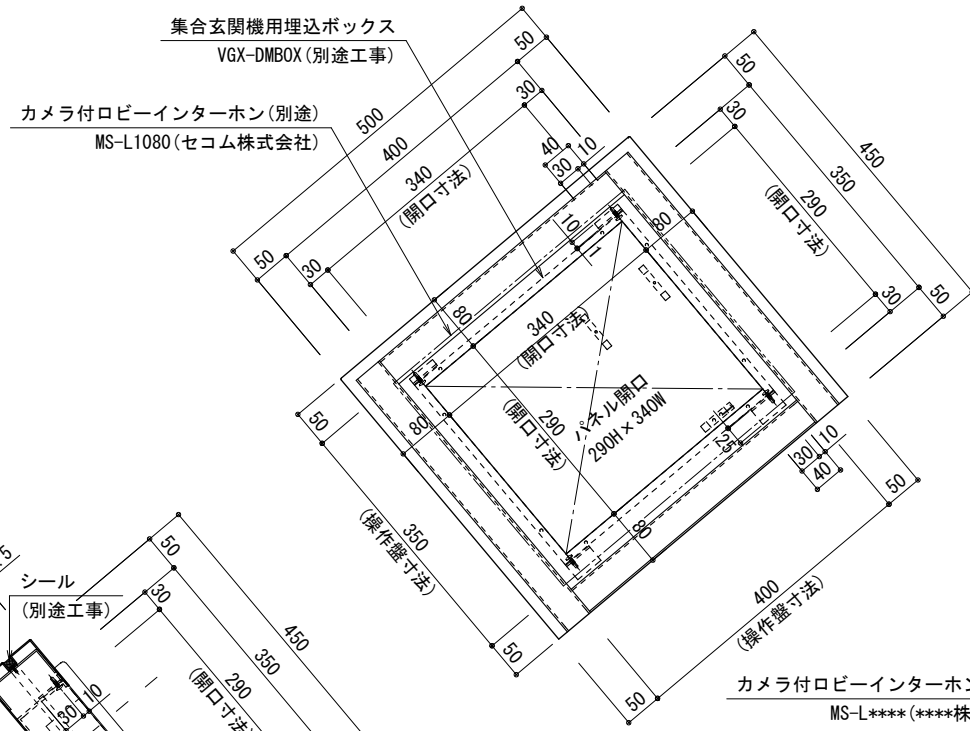 集合玄関機用埋込ボックス
VGX-DMBOX(別途工事)
カメラ付ロビーインターホン(別途)
MS-L1080(セコム株式会社)
500
50
50
400
30
30
340
(開口寸法)
40
30
10
50
50
450
350
30
30
290
(開口寸法)
10
1
80
80
340
(開口寸法)
290
(開口寸法)
パネル開口
290H×340W
80
80
25
30
10
40
50
350
(操作盤寸法)
50
50
400
(操作盤寸法)
50
シール
(別途工事)
50
450
30
350
290
(開口寸法)
10
30
カメラ付ロビーインターホン
MS-L****(****株